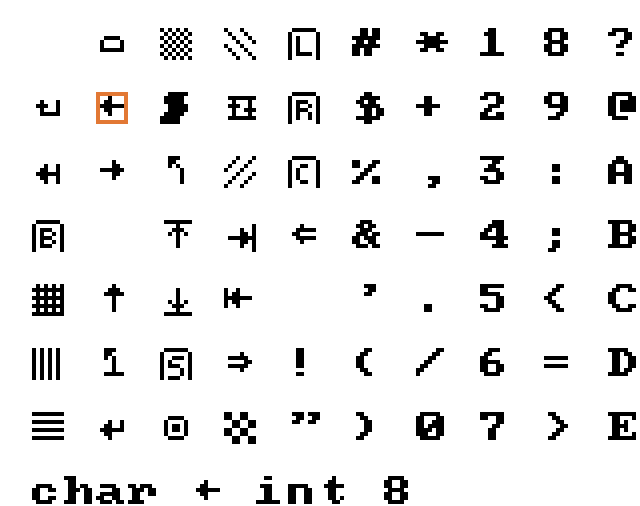 ⌓ ▒ ⑊ L # * 1 8 ?
↵ ← $ + 2 9 @
→ R C % , 3 : A
B ↑ ⇥ ⇐ & - 4 ; B
↑ ↓ ⇤ ’ . 5 < C
1 S ⇒ ! ( / 6 = D
↵ ” ) 0 7 > E
char ← int 8